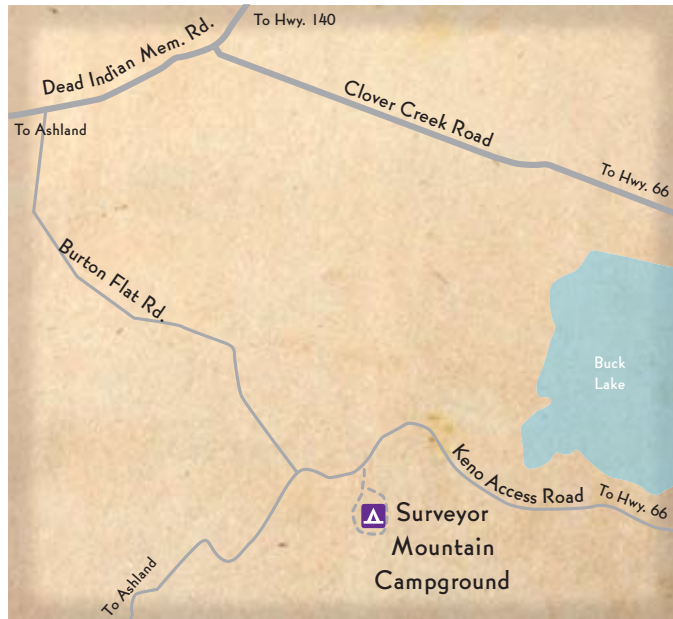 To Hwy. 140
Dead Indian Mem. Rd.
To Ashland
Clover Creek Road
To Hwy. 66
Burton Flat Rd.
Buck
Lake
Keno Access Road
To Hwy. 66
Surveyor
Mountain
Campground
To Ashland